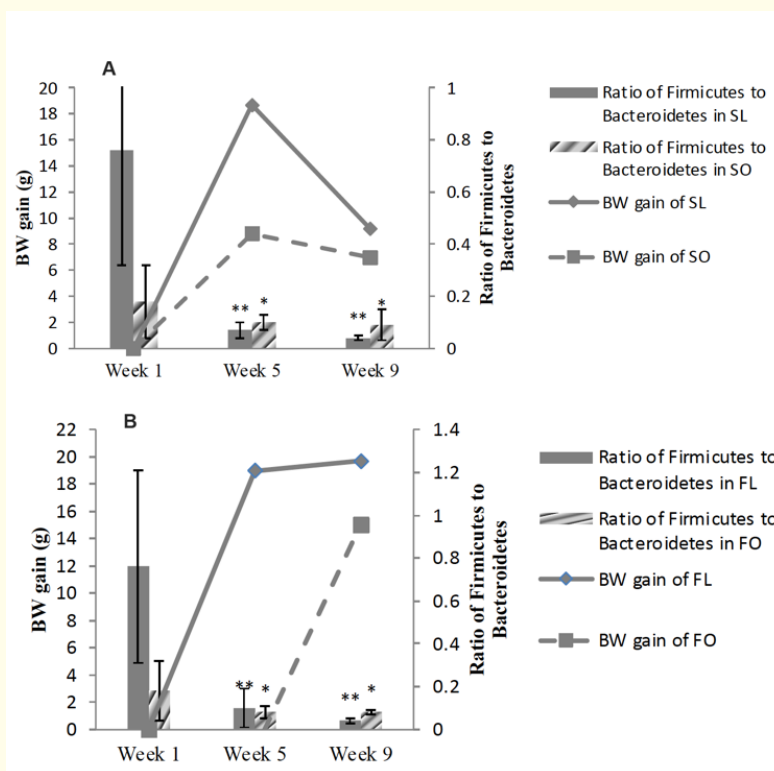 A
20
18
16
14
12
10
8
6
4
2
0
BW gain (g)
1
0.8
0.6
0.4
0.2
0
Ratio of Firmicutes to
Bacteroidetes
** *
** *
Week 1 Week 5 Week 9
Ratio of Firmicutes to
Bacteroidetes in SL
Ratio of Firmicutes to
Bacteroidetes in SO
BW gain of SL
BW gain of SO
B
22
20
18
16
14
12
10
8
6
4
2
0
BW gain (g)
1.4
1.2
1
0.8
0.6
0.4
0.2
0
Ratio of Firmicutes to
Bacteroidetes
** *
** *
Week 1 Week 5 Week 9
Ratio of Firmicutes to
Bacteroidetes in FL
Ratio of Firmicutes to
Bacteroidetes in FO
BW gain of FL
BW gain of FO